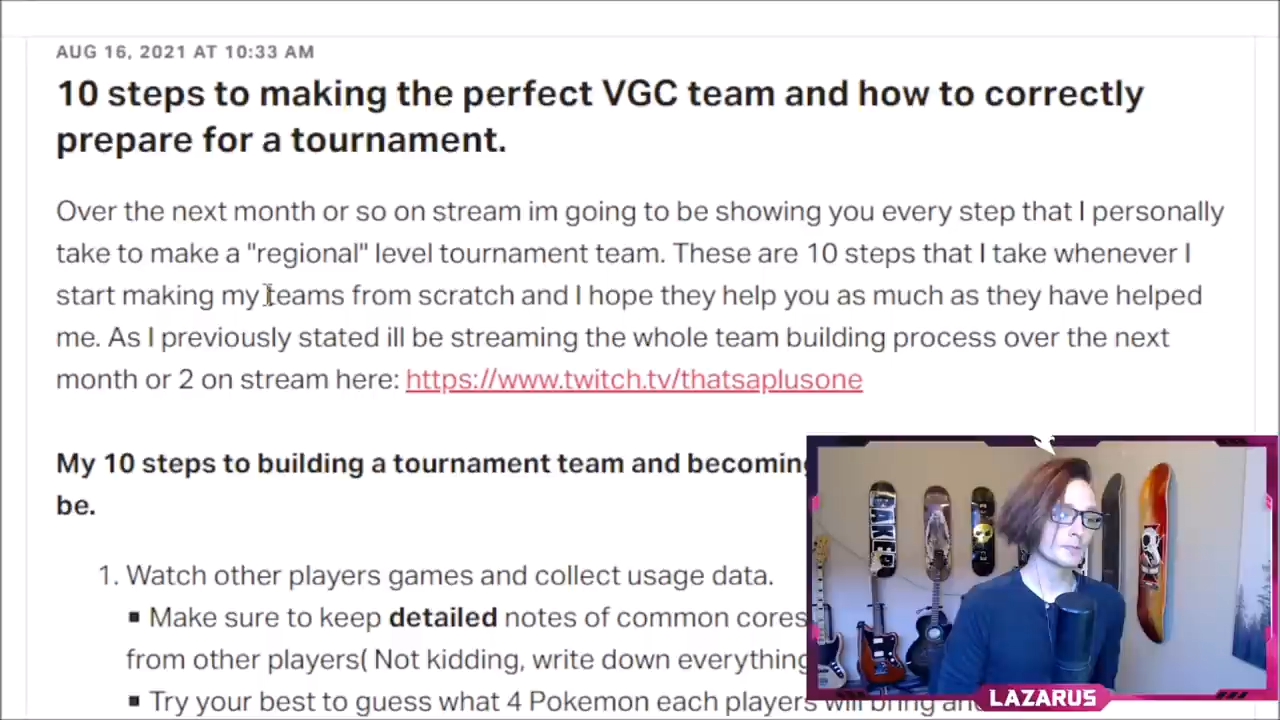 AUG 16, 2021 AT 10:33 AM
10 steps to making the perfect VGC team and how to correctly
prepare for a tournament.
Over the next month or so on stream im going to be showing you every step that I personally
take to make a "regional" level tournament team. These are 10 steps that I take whenever I
start making my teams from scratch and I hope they help you as much as they have helped
me. As I previously stated ill be streaming the whole team building process over the next
month or 2 on stream here: https://www.twitch.tv/thatsaplusone
My 10 steps to building a tournament team and becoming
be.
1. Watch other players games and collect usage data.
▪ Make sure to keep detailed notes of common cores
from other players( Not kidding, write down everything
▪ Try your best to guess what 4 Pokemon each players will bring
LAZARUS